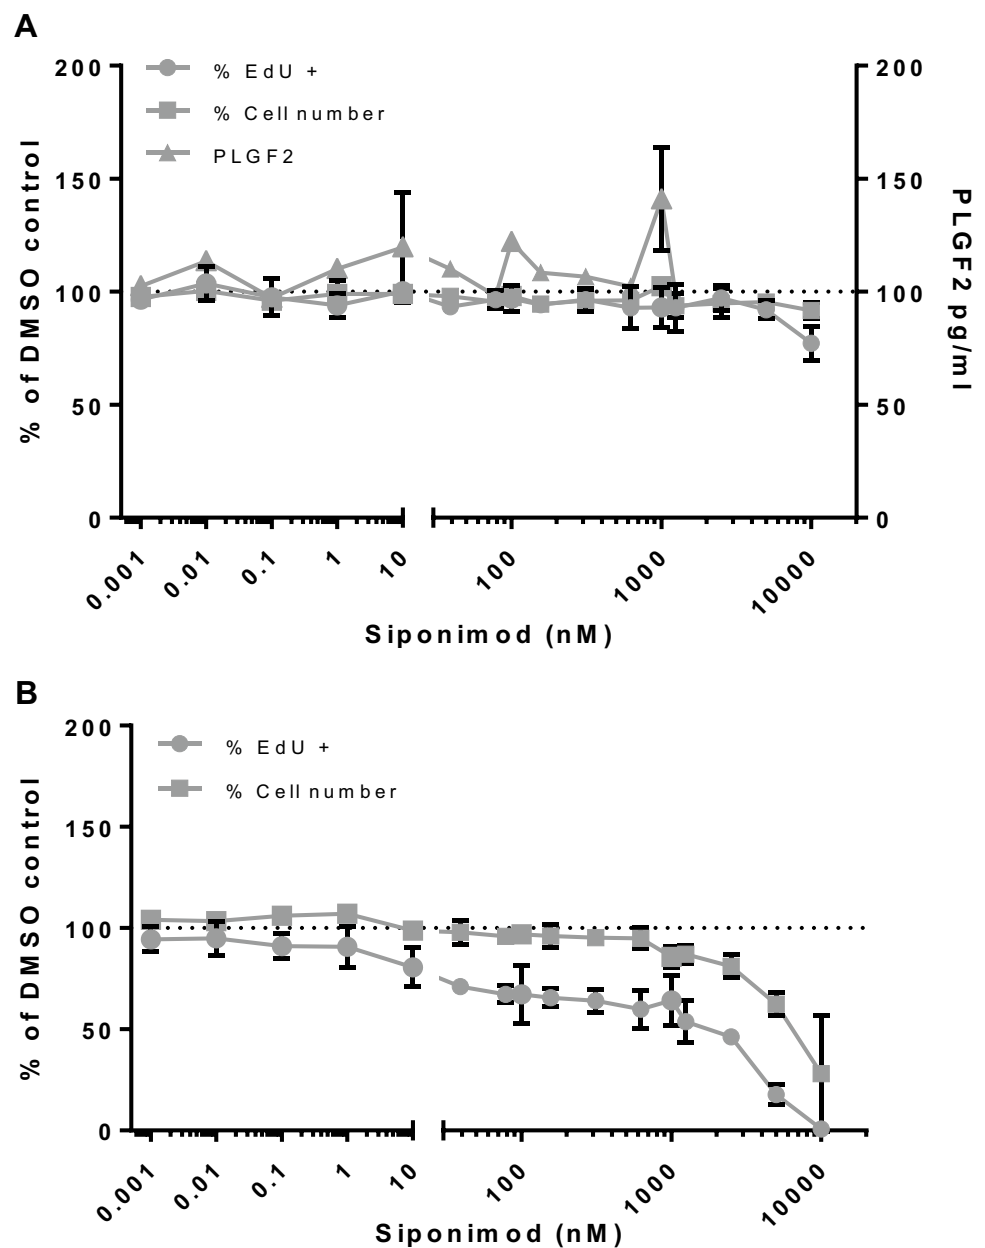 A
200
150
100
50
0
% of DMSO control
% EdU +
% Cell number
PLGF2
200
150
100
50
0
PLGF2 pg/ml
0.001
0.01
0.1
1
10
100
1000
10000
Siponimod (nM)
B
200
150
100
50
0
% of DMSO control
% EdU +
% Cell number
0.001
0.01
0.1
1
10
100
1000
10000
Siponimod (nM)